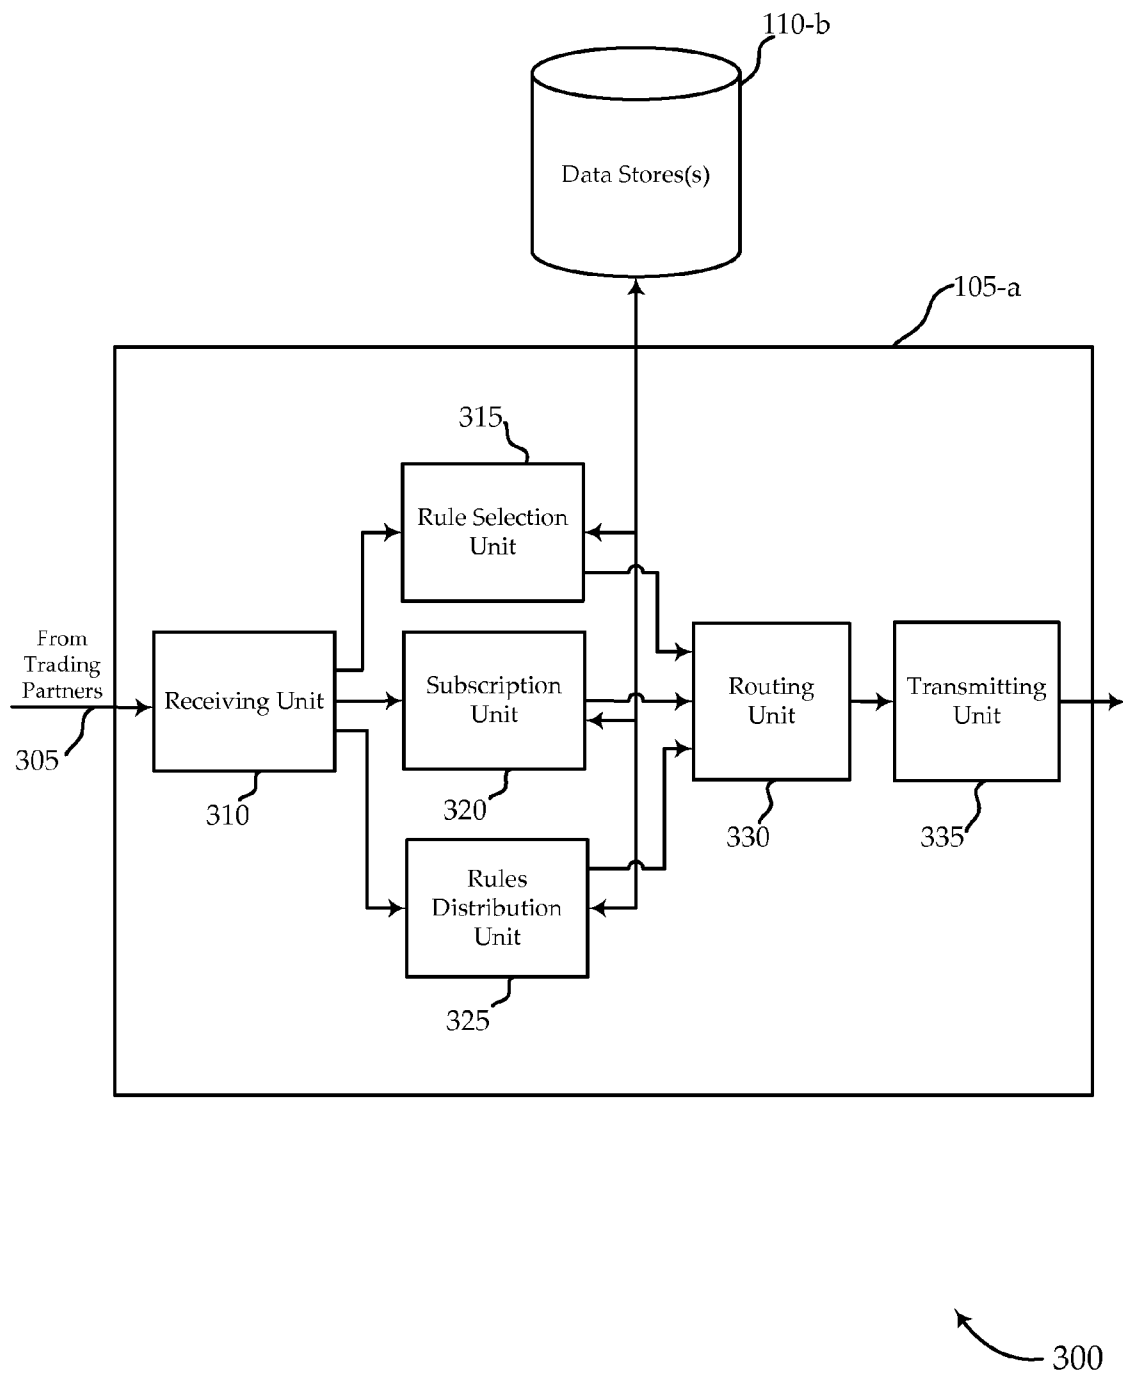 110-b
Data Stores(s)
105-a
315
Rule Selection
Unit
From
Trading
Partners
305
Receiving Unit
310
Subscription
Unit
320
Routing
Unit
330
Transmitting
Unit
335
Rules
Distribution
Unit
325
300